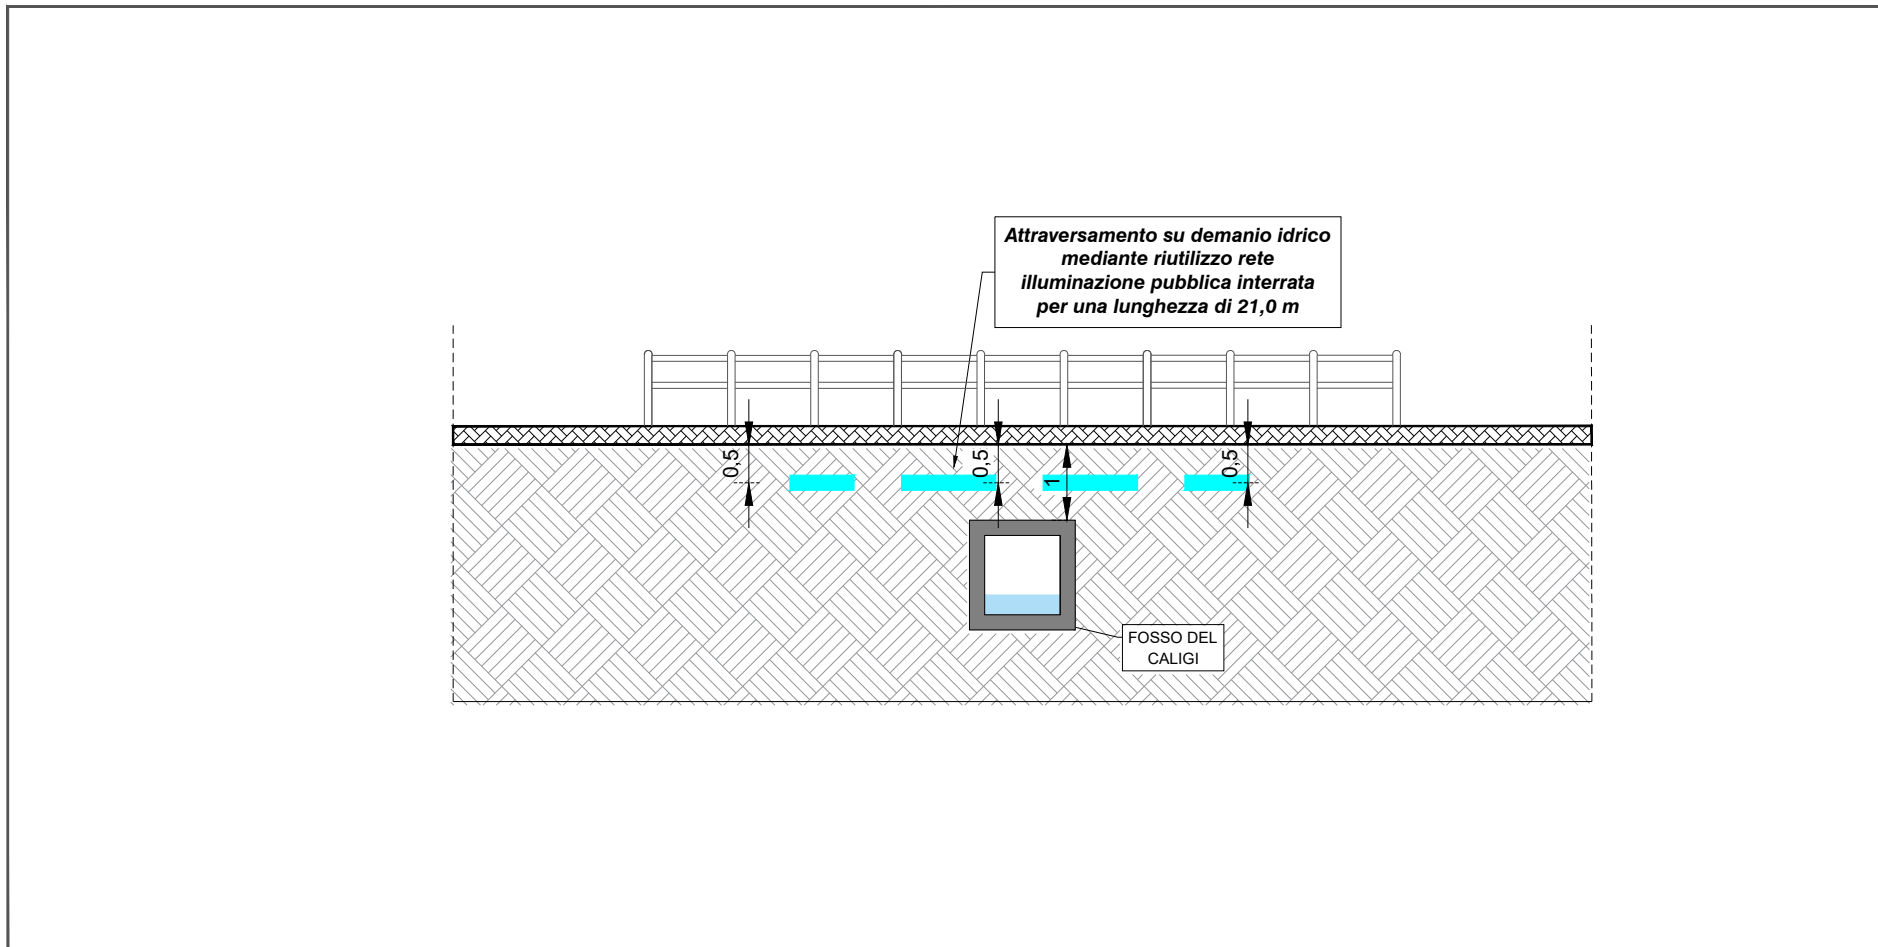 Attraversamento su demanio idrico
mediante riutilizzo rete
illuminazione pubblica interrata
per una lunghezza di 21,0 m
0,5
0,5
1
0,5
FOSSO DEL
CALIGI